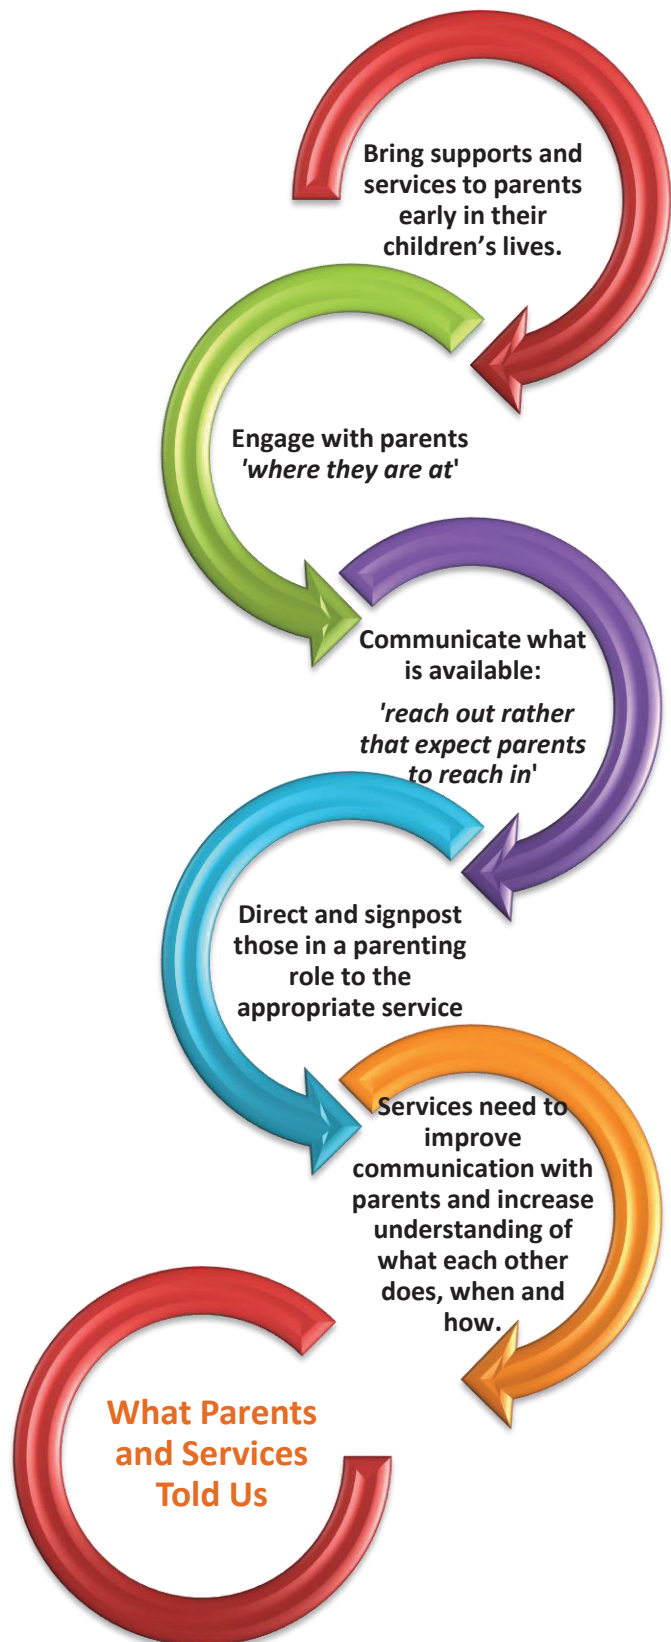 Bring supports and
services to parents
early in their
children's lives.
Engage with parents
'where they are at'
Communicate what
is available:
'reach out rather
that expect parents
to reach in'
Direct and signpost
those in a parenting
role to the
appropriate service
Services need to
improve
communication with
parents and increase
understanding of
what each other
does, when and
how.
What Parents
and Services
Told Us